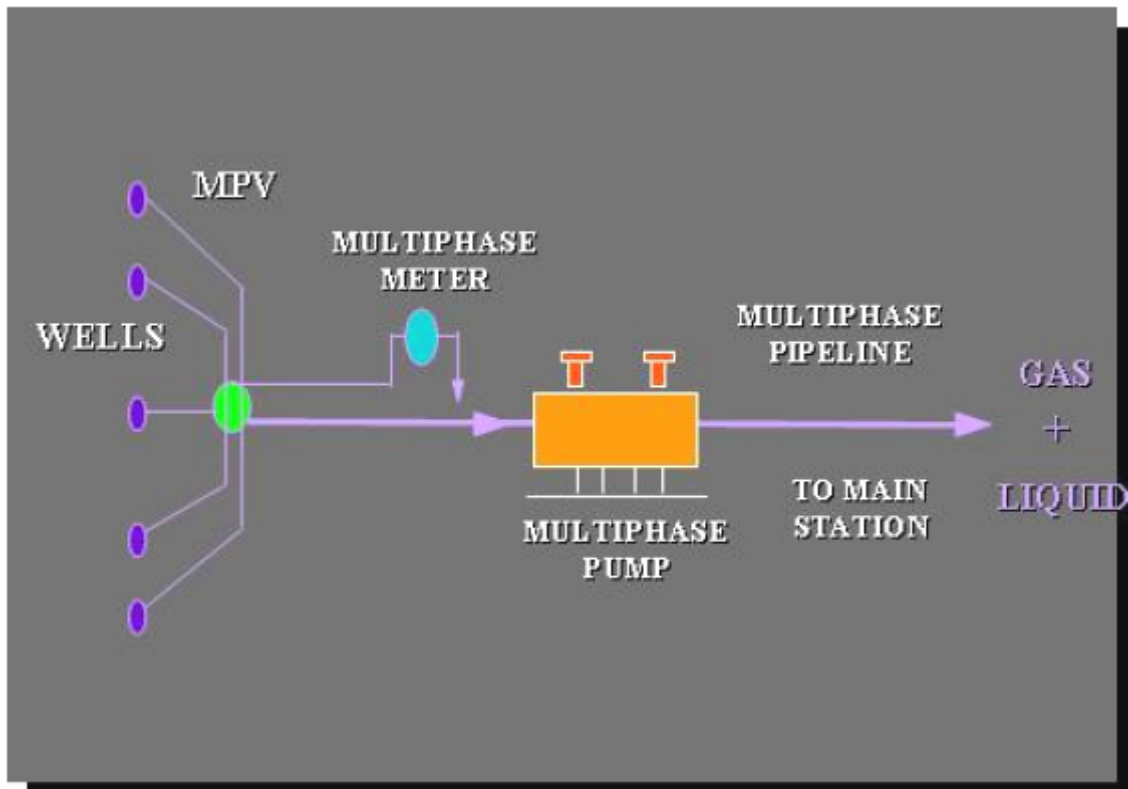 MPV
MULTIPHASE
METER
WELLS
MULTIPHASE
PIPELINE
GAS
+
LIQUID
TO MAIN
STATION
MULTIPHASE
PUMP